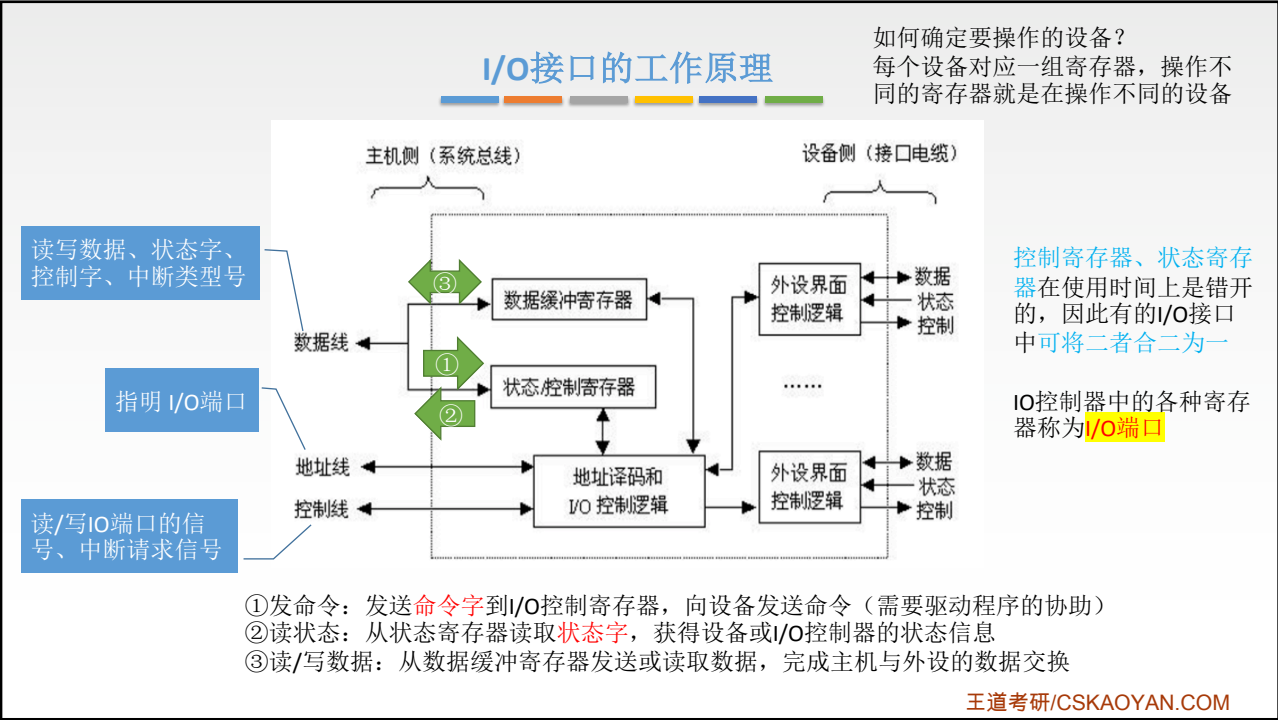 如何确定要操作的设备？
每个设备对应一组寄存器，操作不
同的寄存器就是在操作不同的设备
I/O接口的工作原理
主机侧（系统总线）
设备侧（接口电缆）
读写数据、状态字、
控制字、中断类型号
③
数据缓冲寄存器
外设界面
控制逻辑
数据
状态
控制
数据线
①
状态/控制寄存器
②
……
指明 I/O端口
地址线
控制线
地址译码和
I/O 控制逻辑
外设界面
控制逻辑
数据
状态
控制
读/写IO端口的信
号、中断请求信号
控制寄存器、状态寄存
器在使用时间上是错开
的，因此有的I/O接口
中可将二者合二为一
IO控制器中的各种寄存
器称为I/O端口
①发命令：发送命令字到I/O控制寄存器，向设备发送命令（需要驱动程序的协助）
②读状态：从状态寄存器读取状态字，获得设备或I/O控制器的状态信息
③读/写数据：从数据缓冲寄存器发送或读取数据，完成主机与外设的数据交换
王道考研/CSKAOYAN.COM